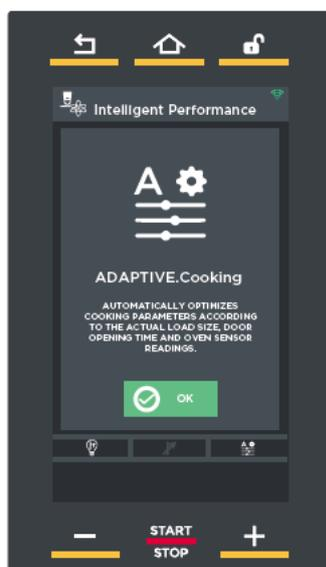 Intelligent Performance
A
ADAPTIVE.Cooking
AUTOMATICALLY OPTIMIZES
COOKING PARAMETERS ACCORDING
TO THE ACTUAL LOAD SIZE, DOOR
OPENING TIME AND OVEN SENSOR
READINGS.
OK
A
START
STOP